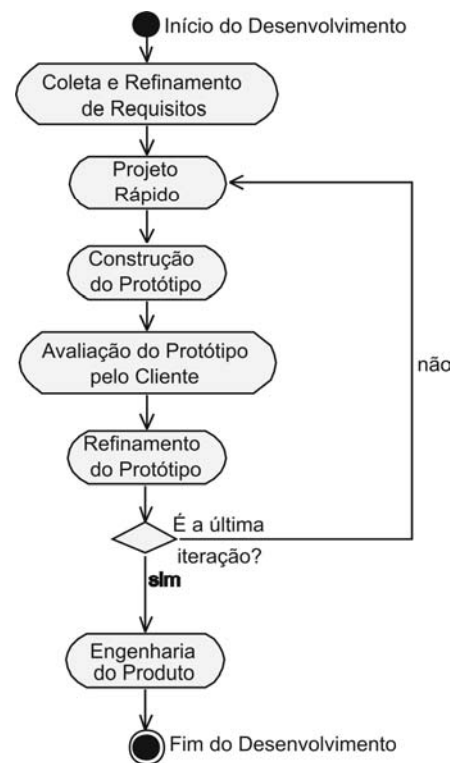 Início do Desenvolvimento
Coleta e Refinamento
de Requisitos
Projeto
Rápido
Construção
do Protótipo
Avaliação do Protótipo
pelo Cliente
não
Refinamento
do Protótipo
É a última
iteração?
sim
Engenharia
do Produto
Fim do Desenvolvimento